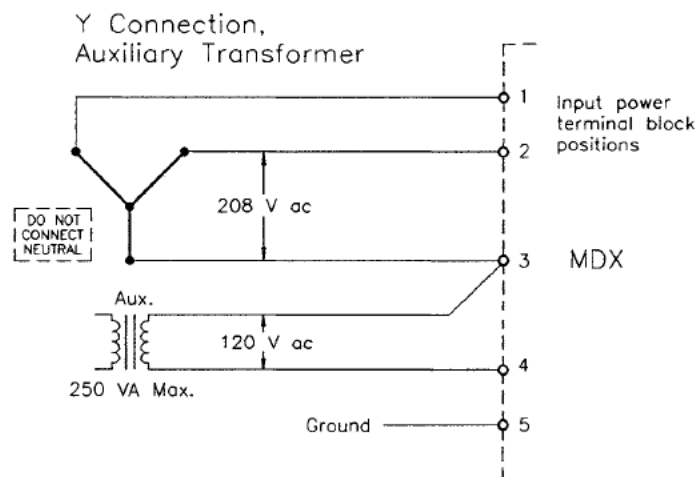 Y Connection,
Auxiliary Transformer
1
Input power
terminal block
positions
2
208 V ac
DO NOT
CONNECT
NEUTRAL
3
MDX
Aux.
120 V ac
4
250 VA Max.
Ground
5